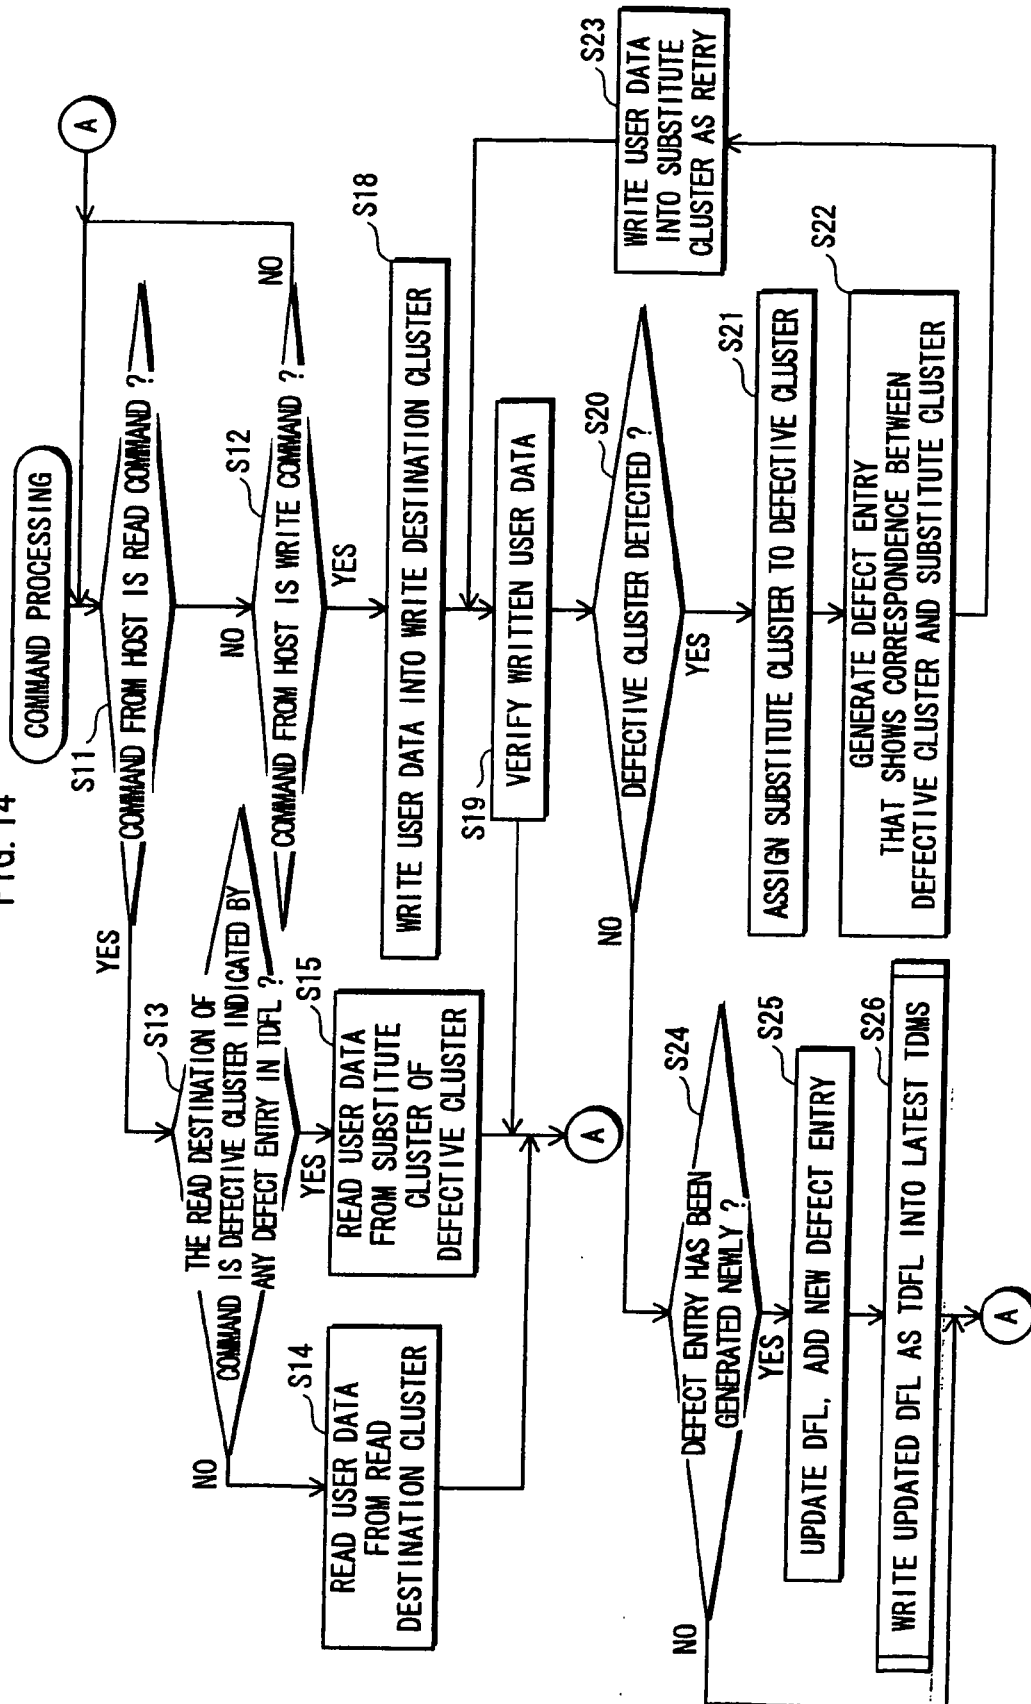 FIG. 14
COMMAND PROCESSING
A
S11
COMMAND FROM HOST IS READ COMMAND ?
YES
NO
S12
COMMAND FROM HOST IS WRITE COMMAND ?
NO
YES
S13
THE READ DESTINATION OF
COMMAND IS DEFECTIVE CLUSTER INDICATED BY
ANY DEFECT ENTRY IN TDFL ?
NO
YES
S14
READ USER DATA
FROM READ
DESTINATION CLUSTER
S15
READ USER DATA
FROM SUBSTITUTE
CLUSTER OF
DEFECTIVE CLUSTER
A
S18
WRITE USER DATA INTO WRITE DESTINATION CLUSTER
S19
VERIFY WRITTEN USER DATA
S20
DEFECTIVE CLUSTER DETECTED ?
NO
YES
S21
ASSIGN SUBSTITUTE CLUSTER TO DEFECTIVE CLUSTER
S22
GENERATE DEFECT ENTRY
THAT SHOWS CORRESPONDENCE BETWEEN
DEFECTIVE CLUSTER AND SUBSTITUTE CLUSTER
S23
WRITE USER DATA
INTO SUBSTITUTE
CLUSTER AS RETRY
S24
DEFECT ENTRY HAS BEEN
GENERATED NEWLY ?
NO
YES
S25
UPDATE DFL, ADD NEW DEFECT ENTRY
S26
WRITE UPDATED DFL AS TDFL INTO LATEST TDMS
A